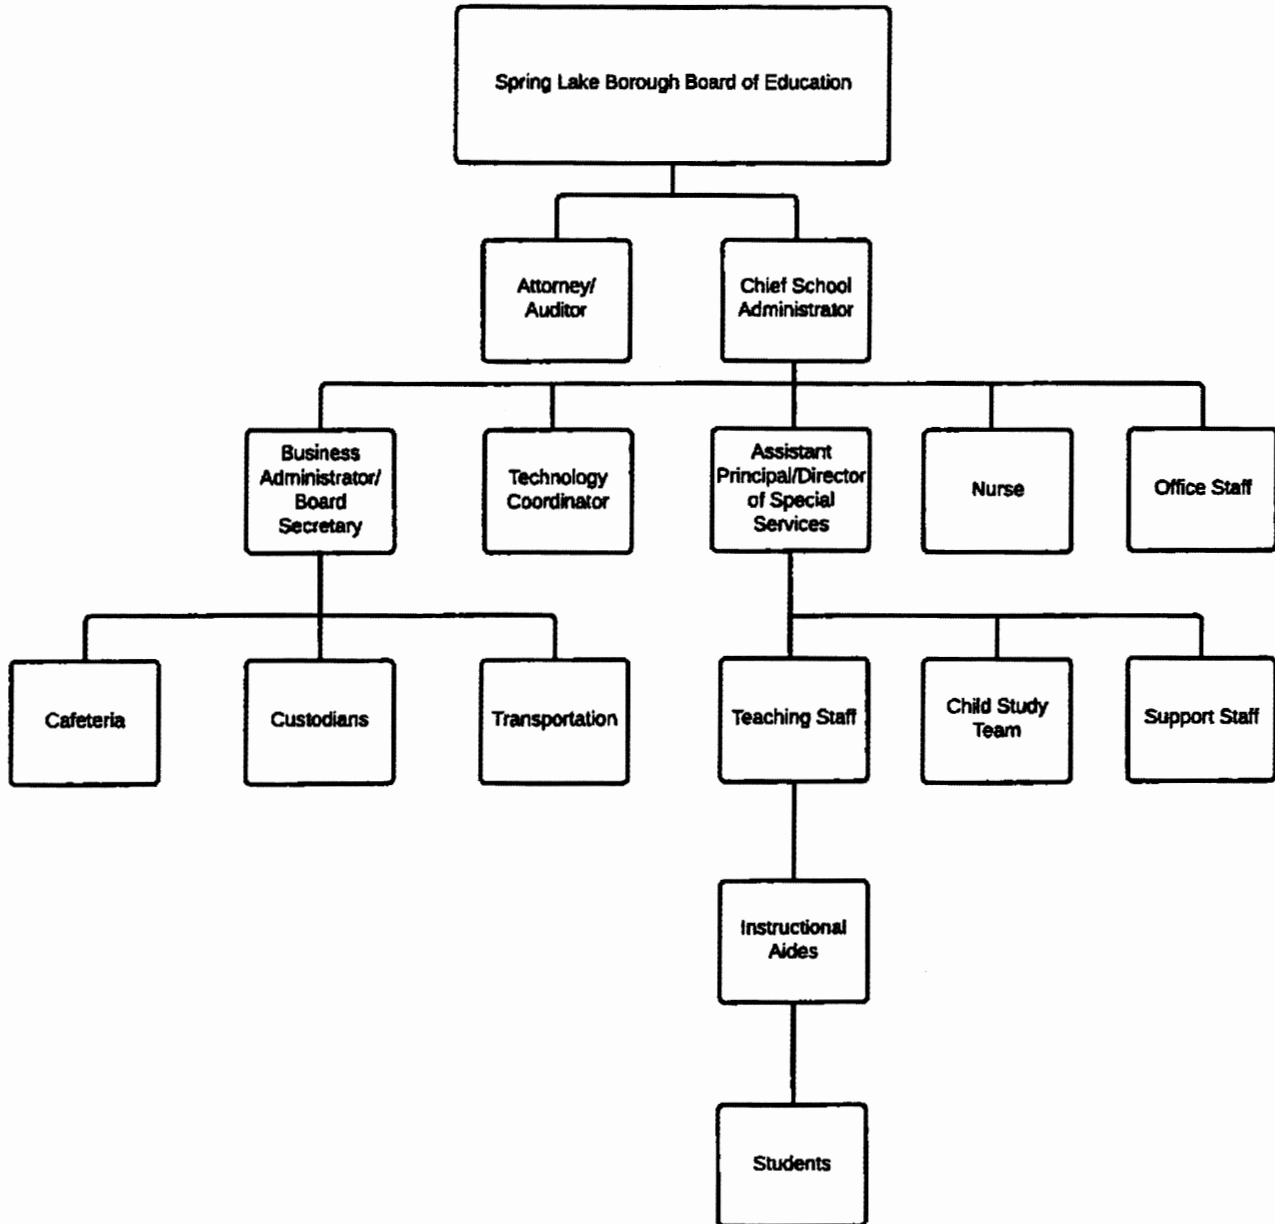 Spring Lake Borough Board of Education
Attorney/
Auditor
Chief School
Administrator
Business
Administrator/
Board
Secretary
Technology
Coordinator
Assistant
Principal/Director
of Special
Services
Nurse
Office Staff
Cafeteria
Custodians
Transportation
Teaching Staff
Child Study
Team
Support Staff
Instructional
Aides
Students